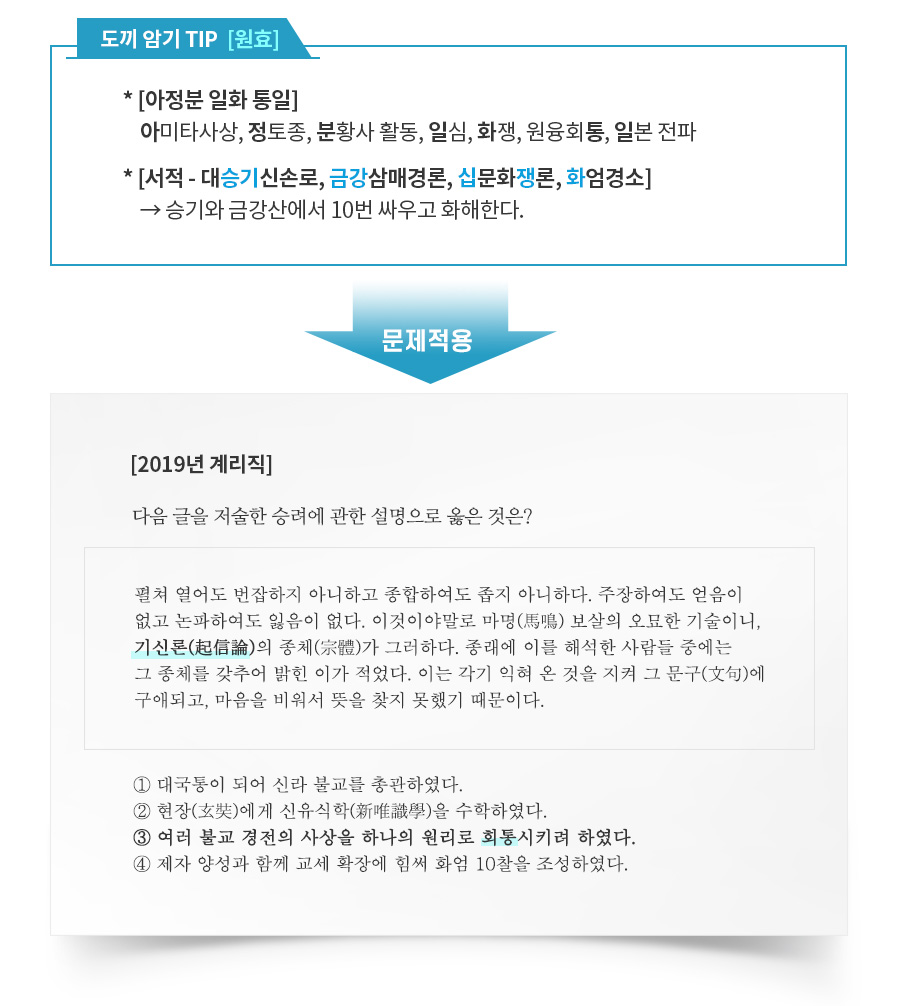 도끼 암기 TIP [원효]
* [아정분 일화 통일]
아미타사상, 정토종, 분황사 활동, 일심, 화쟁, 원융회통, 일본 전파
* [서적 - 대승기신손로, 금강삼매경론, 십문화쟁론, 화엄경소]
→ 승기와 금강산에서 10번 싸우고 화해한다.
문제적용
[2019년 계리직]
다음 글을 저술한 승려에 관한 설명으로 옳은 것은?
펼쳐 열어도 번잡하지 아니하고 종합하여도 좁지 아니하다. 주장하여도 얻음이
없고 논파하여도 잃음이 없다. 이것이야말로 마명(馬鳴) 보살의 오묘한 기술이니,
기신론(起信論)의 종체(宗體)가 그러하다. 종래에 이를 해석한 사람들 중에는
그 종체를 갖추어 밝힌 이가 적었다. 이는 각기 익혀 온 것을 지켜 그 문구(文句)에
구애되고, 마음을 비워서 뜻을 찾지 못했기 때문이다.
① 대국통이 되어 신라 불교를 총관하였다.
② 현장(玄奘)에게 신유식학(新唯識學)을 수학하였다.
③ 여러 불교 경전의 사상을 하나의 원리로 회통시키려 하였다.
④ 제자 양성과 함께 교세 확장에 힘써 화엄 10찰을 조성하였다.